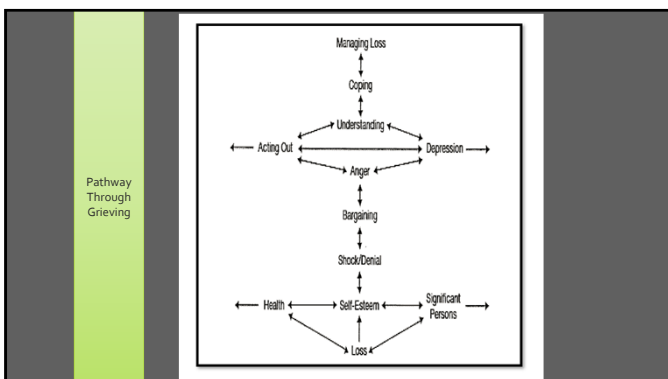 Pathway
Through
Grieving
Managing Loss
Coping
Understanding
Acting Out
Depression
Anger
Bargaining
Shock/Denial
Health
Self-Esteem
Significant
Persons
Loss